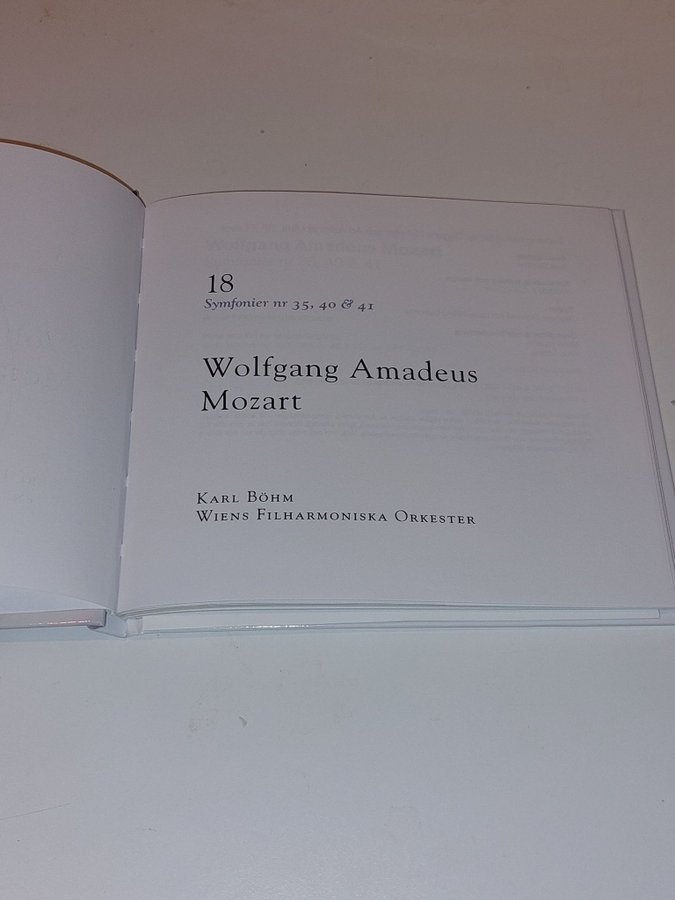 18
Symfonier nr 35, 40 & 41
Wolfgang Amadeus
Mozart
Karl Böhm
Wiens Filharmoniska Orkester